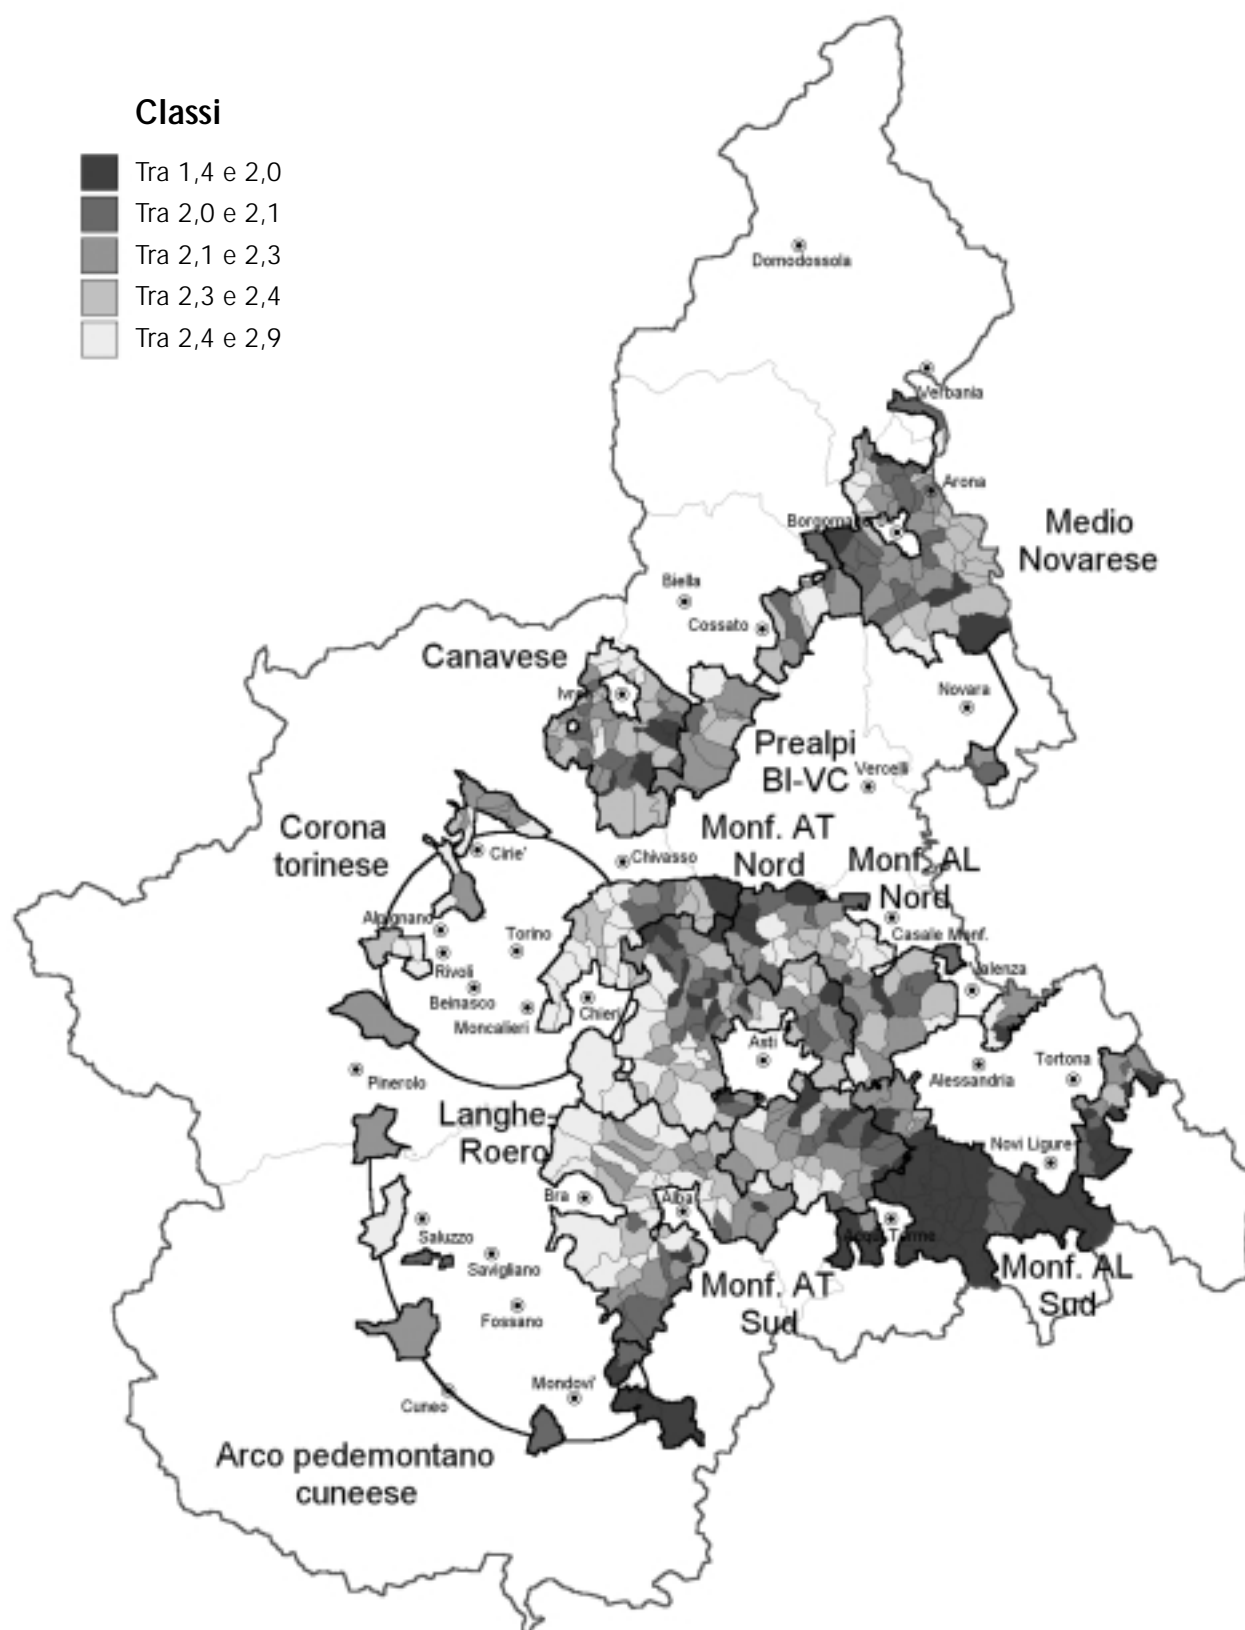 Classi
Tra 1,4 e 2,0
Tra 2,0 e 2,1
Tra 2,1 e 2,3
Tra 2,3 e 2,4
Tra 2,4 e 2,9
Domodossola
Verbania
Arona
Medio
Novarese
Biella
Cossato
Canavese
Novara
Prealpi
BI-VC
Vercelli
Corona
torinese
Cirie'
Chivasso
Monf. AT
Nord
Monf. AL
Nord
Casale Monf.
Alpignano
Torino
Rivoli
Beinasco
Moncalieri
Chieri
Valenza
Asti
Pinerolo
Alessandria
Tortona
Langhe-
Roero
Novi Ligure
Bra
Alba
Saluzzo
Savigliano
Acqui Terme
Fossano
Monf. AT
Sud
Monf. AL
Sud
Cuneo
Mondovi'
Arco pedemontano
cuneese